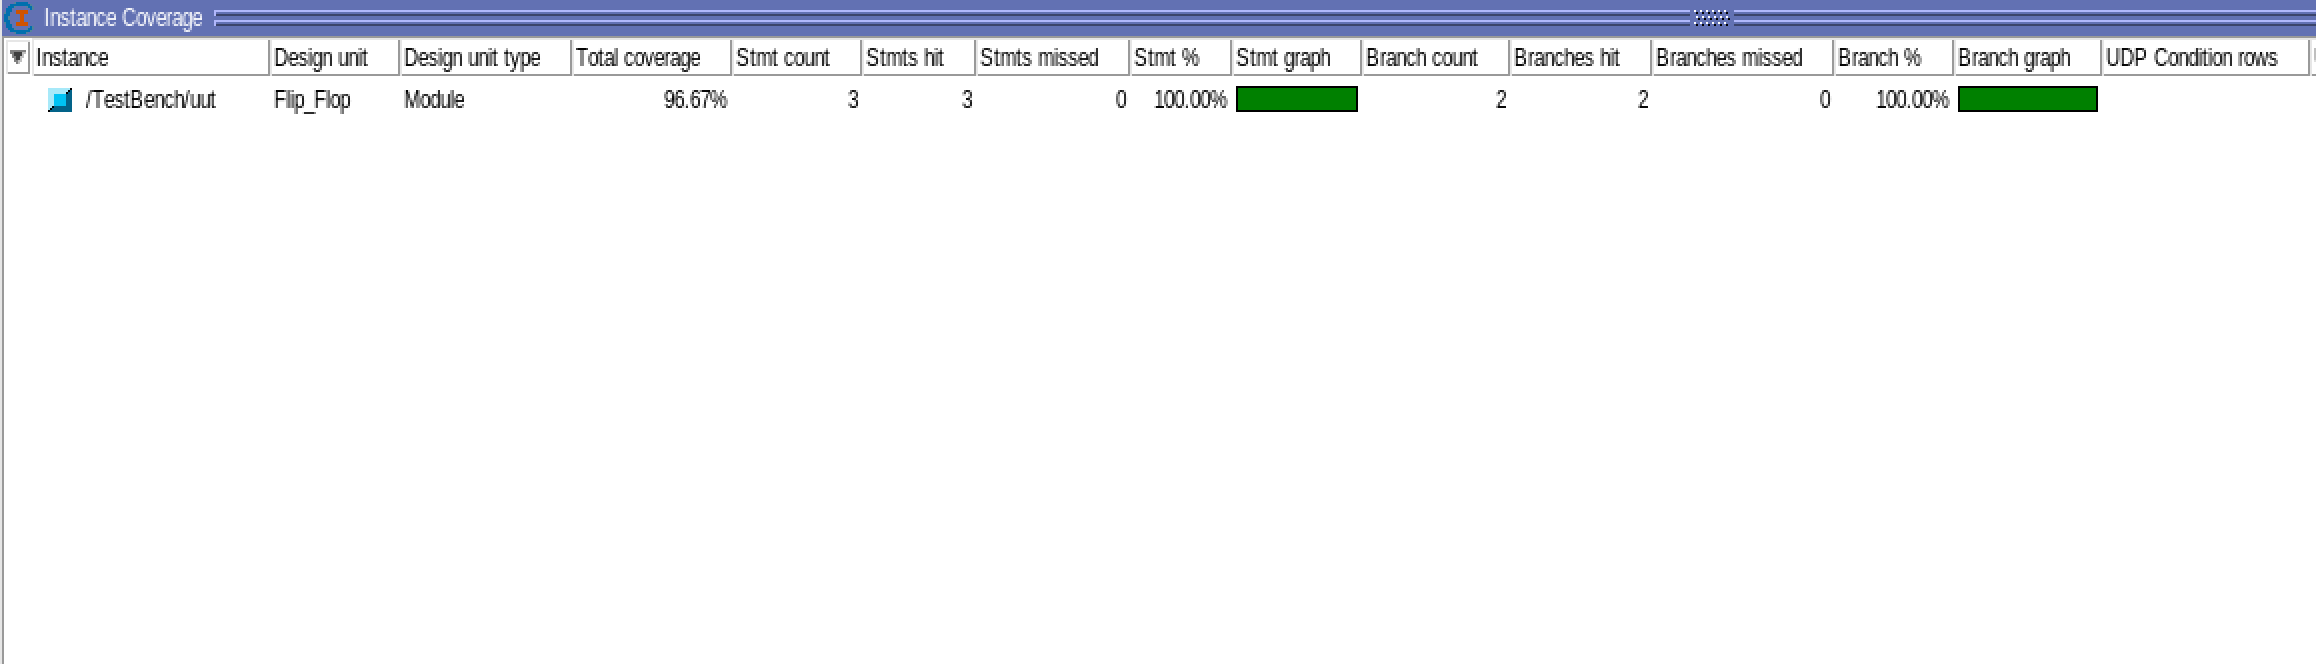 Instance Coverage
Instance Design unit Design unit type Total coverage Stmt count Stmts hit Stmts missed Stmt % Stmt graph Branch count Branches hit Branches missed Branch % Branch graph UDP Condition rows
/TestBench/uut Flip_Flop Module 96.67% 3 3 0 100.00% 2 2 0 100.00%